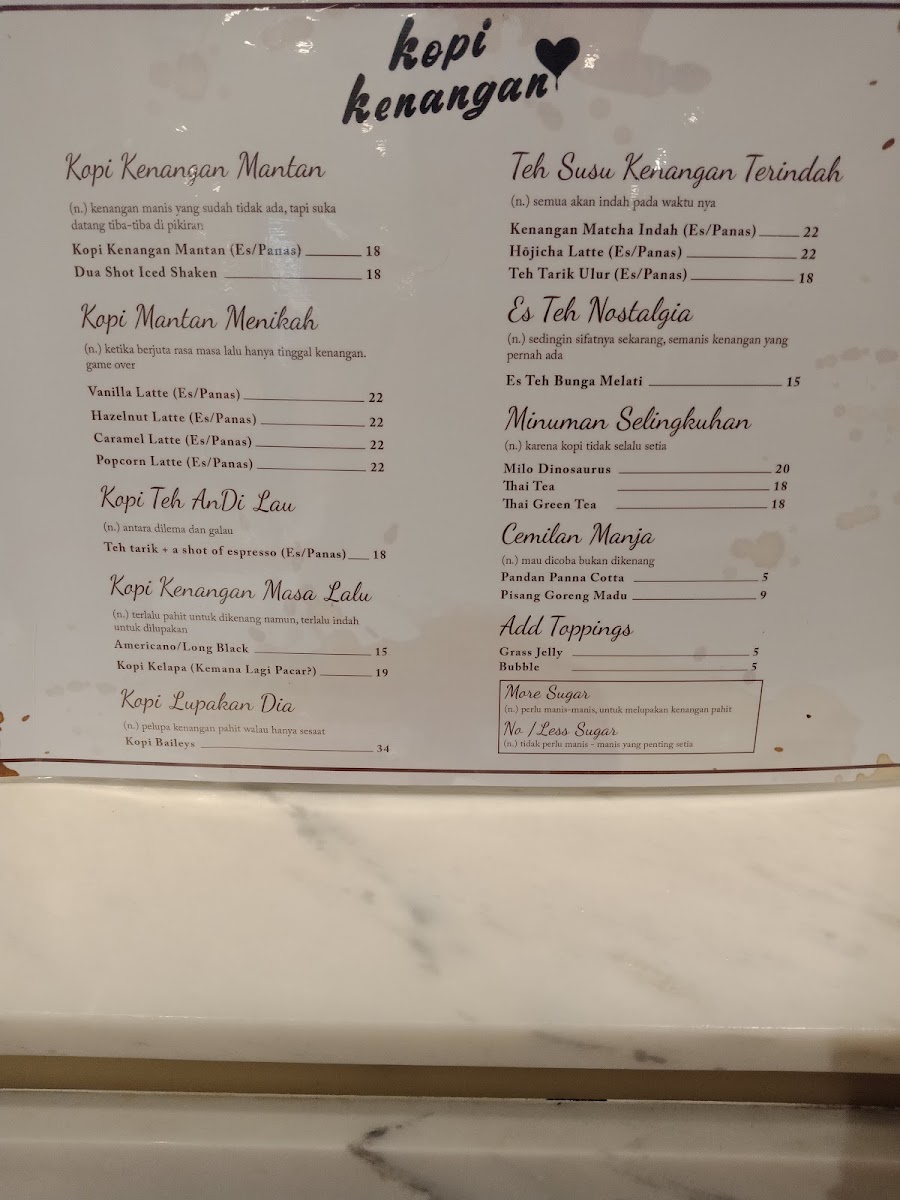 kopi
kenangan
Kopi Kenangan Mantan
(n.) kenangan manis yang sudah tidak ada, tapi suka
datang tiba-tiba di pikiran
Kopi Kenangan Mantan (Es/Panas) 18
Dua Shot Iced Shaken 18
Kopi Mantan Menikah
(n.) ketika berjuta rasa masa lalu hanya tinggal kenangan.
game over
Vanilla Latte (Es/Panas) 22
Hazelnut Latte (Es/Panas) 22
Caramel Latte (Es/Panas) 22
Popcorn Latte (Es/Panas) 22
Kopi Teh AnDi Lau
(n.) antara dilema dan galau
Teh tarik + a shot of espresso (Es/Panas) 18
Kopi Kenangan Masa Lalu
(n.) terlalu pahit untuk dikenang namun, terlalu indah
untuk dilupakan
Americano/Long Black 15
Kopi Kelapa (Kemana Lagi Pacar?) 19
Kopi Lupakan Dia
(n.) pelupa kenangan pahit walau hanya sesaat
Kopi Baileys 34
Teh Susu Kenangan Terindah
(n.) semua akan indah pada waktu nya
Kenangan Matcha Indah (Es/Panas) 22
Hōjicha Latte (Es/Panas) 22
Teh Tarik Ulur (Es/Panas) 18
Es Teh Nostalgia
(n.) sedingin sifatnya sekarang, semanis kenangan yang
pernah ada
Es Teh Bunga Melati 15
Minuman Selingkuhan
(n.) karena kopi tidak selalu setia
Milo Dinosaurus 20
Thai Tea 18
Thai Green Tea 18
Cemilan Manja
(n.) mau dicoba bukan dikenang
Pandan Panna Cotta 5
Pisang Goreng Madu 9
Add Toppings
Grass Jelly 5
Bubble 5
More Sugar
(n.) perlu manis-manis, untuk melupakan kenangan pahit
No / Less Sugar
(n.) tidak perlu manis - manis yang penting setia